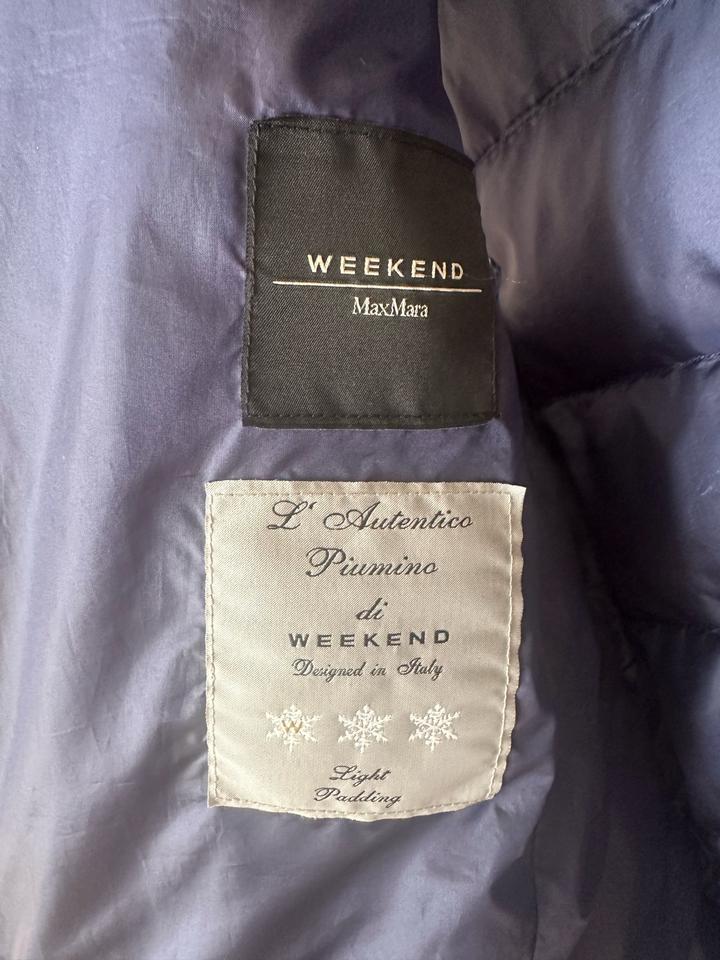 WEEKEND
MaxMara
L' Autentico
Piumino
di
WEEKEND
Designed in Italy
W
Light
Padding